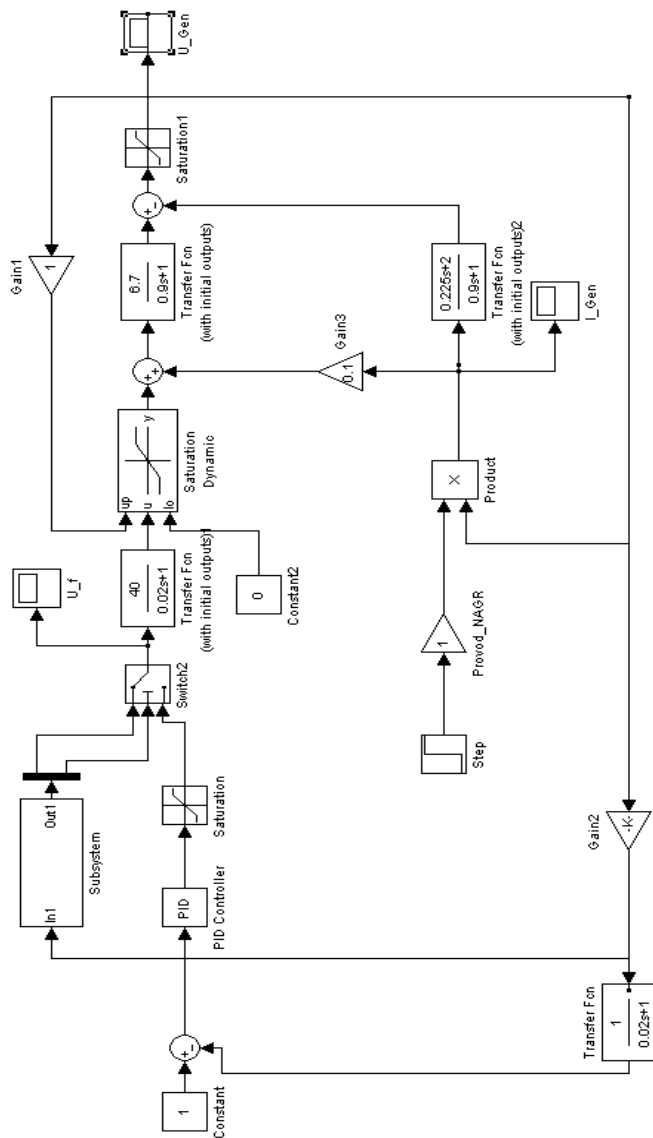 Gain1
1
U_Gen
Saturation1
6.7
0.9s+1
Transfer Fcn
(with initial outputs)
0.225s+2
0.9s+1
Transfer Fcn
(with initial outputs)2
I_Gen
Gain3
0.1
up
u
lo
y
Saturation
Dynamic
U_f
40
0.02s+1
Transfer Fcn
(with initial outputs)1
0
Constant2
Switch2
X
Product
1
Provod_NAGR
Step
In1
Out1
Subsystem
Saturation
PID
PID Controller
-K-
Gain2
1
Constant
1
0.02s+1
Transfer Fcn